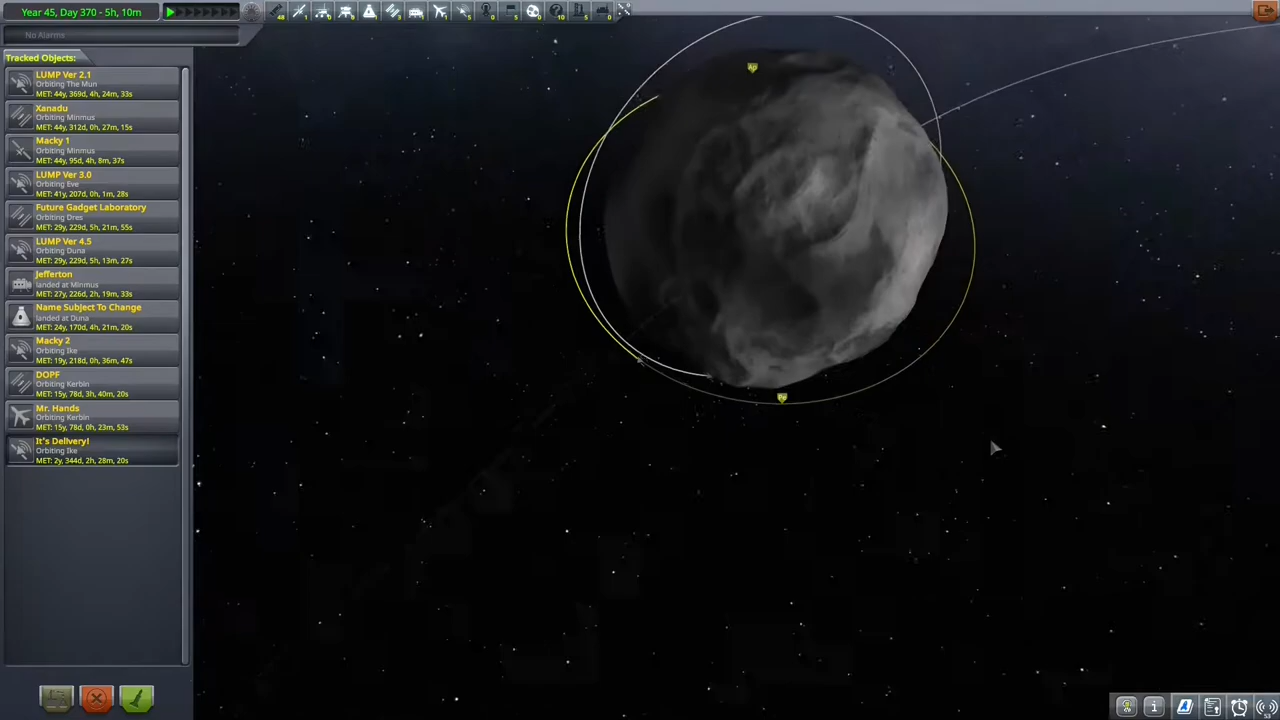 Year 45, Day 370 - 5h, 10m
No Alarms
Tracked Objects:
LUMP Ver 2.1
Orbiting The Mun
MET: 44y, 369d, 4h, 24m, 33s
Xanadu
Orbiting Minmus
MET: 44y, 312d, 0h, 27m, 15s
Macky 1
Orbiting Minmus
MET: 44y, 95d, 4h, 8m, 37s
LUMP Ver 3.0
Orbiting Eve
MET: 41y, 207d, 0h, 1m, 28s
Future Gadget Laboratory
Orbiting Dres
MET: 29y, 229d, 5h, 21m, 55s
LUMP Ver 4.5
Orbiting Duna
MET: 29y, 229d, 5h, 13m, 27s
Jefferton
landed at Minmus
MET: 27y, 226d, 2h, 19m, 33s
Name Subject To Change
landed at Duna
MET: 24y, 170d, 4h, 21m, 20s
Macky 2
Orbiting Ike
MET: 19y, 218d, 0h, 36m, 47s
DOPF
Orbiting Kerbin
MET: 15y, 78d, 3h, 40m, 20s
Mr. Hands
Orbiting Kerbin
MET: 15y, 78d, 0h, 23m, 53s
It's Delivery!
Orbiting Ike
MET: 2y, 344d, 2h, 28m, 20s
Ap
Pe